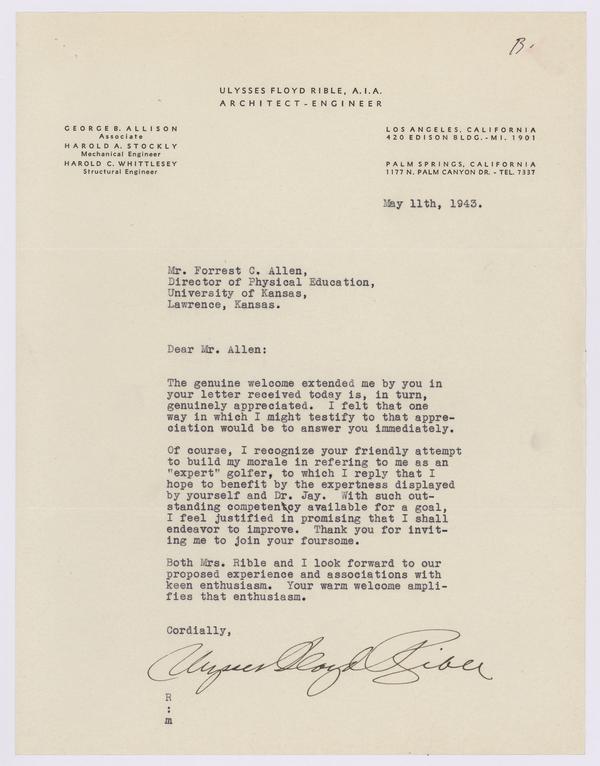 B.
ULYSSES FLOYD RIBLE, A.I.A.
ARCHITECT-ENGINEER
GEORGE B. ALLISON
Associate
HAROLD A. STOCKLY
Mechanical Engineer
HAROLD C. WHITTLESEY
Structural Engineer
LOS ANGELES, CALIFORNIA
420 EDISON BLDG.-MI. 1901
PALM SPRINGS, CALIFORNIA
1177 N. PALM CANYON DR. - TEL. 7337
May 11th, 1943.
Mr. Forrest C. Allen,
Director of Physical Education,
University of Kansas,
Lawrence, Kansas.
Dear Mr. Allen:
The genuine welcome extended me by you in
your letter received today is, in turn,
genuinely appreciated. I felt that one
way in which I might testify to that appre-
ciation would be to answer you immediately.
Of course, I recognize your friendly attempt
to build my morale in refering to me as an
"expert" golfer, to which I reply that I
hope to benefit by the expertness displayed
by yourself and Dr. Jay. With such out-
standing competency available for a goal,
I feel justified in promising that I shall
endeavor to improve. Thank you for invit-
ing me to join your foursome.
Both Mrs. Rible and I look forward to our
proposed experience and associations with
keen enthusiasm. Your warm welcome ampli-
fies that enthusiasm.
Cordially,
Ulysses Floyd Rible
R
:
m